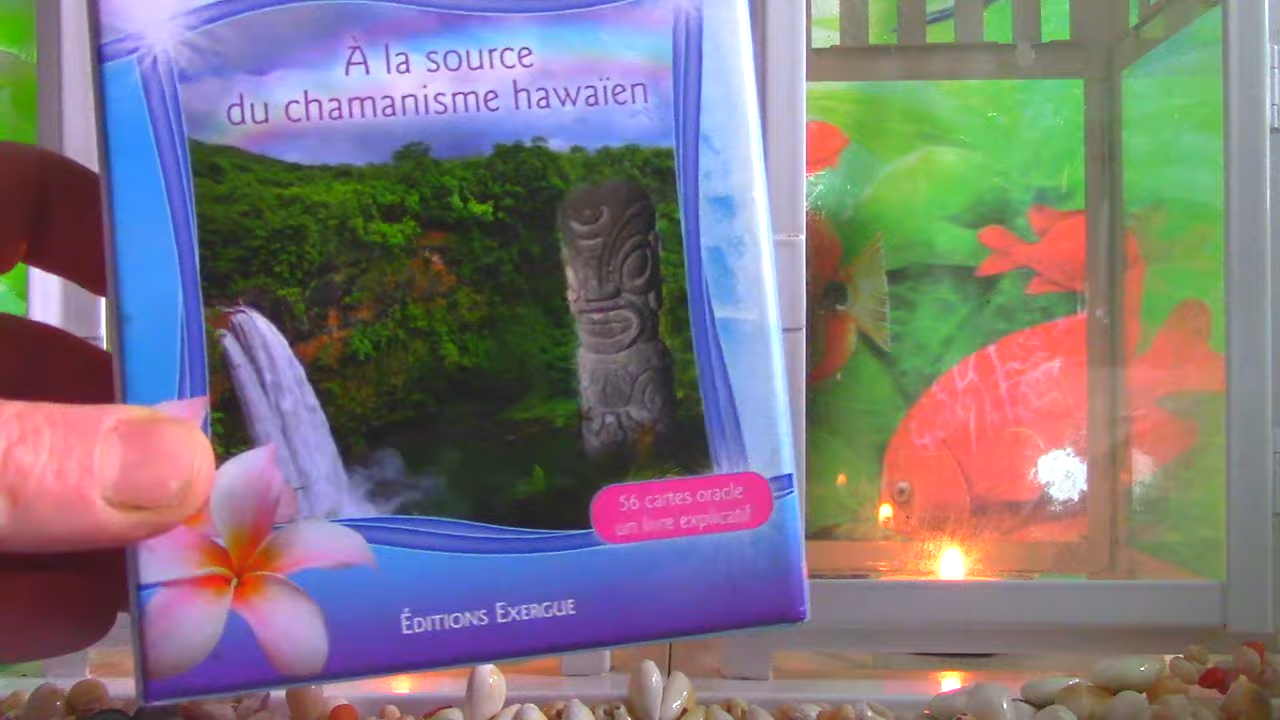 À la source
du chamanisme hawaïen
56 cartes oracle
un livre explicatif
ÉDITIONS EXERGUE